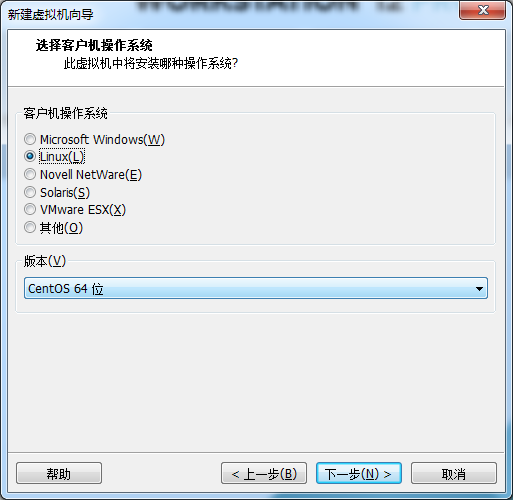 WORKSTATION 12
新建虚拟机向导
选择客户机操作系统
此虚拟机中将安装哪种操作系统?
客户机操作系统
Microsoft Windows(W)
Linux(L)
Novell NetWare(E)
Solaris(S)
VMware ESX(X)
其他(O)
版本(V)
CentOS 64 位
帮助
< 上一步(B)
下一步(N) >
取消